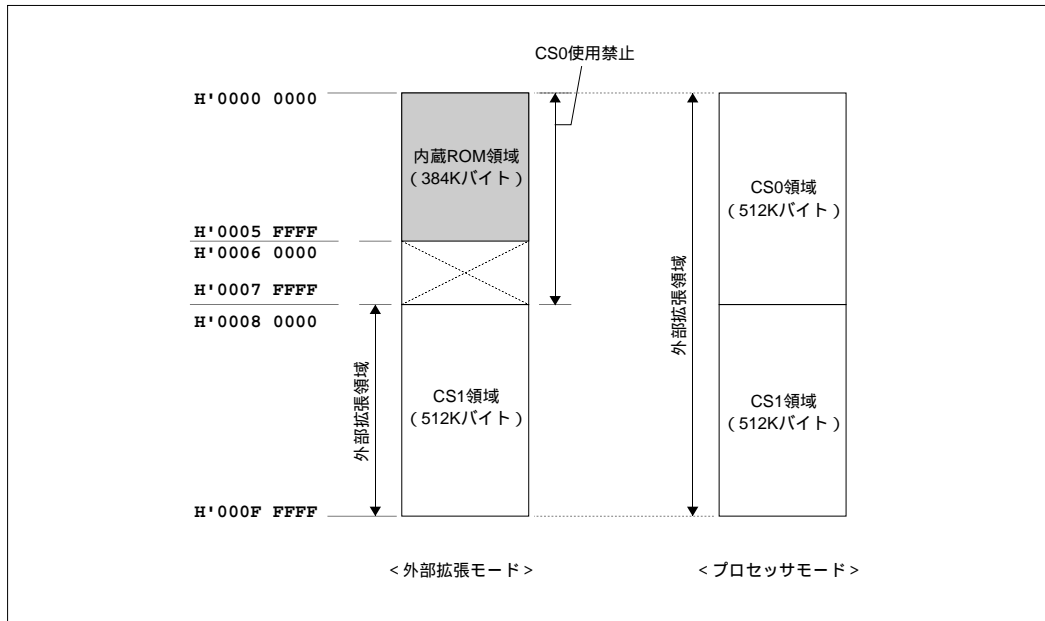 CS0使用禁止
H'0000 0000
内蔵ROM領域
（384Kバイト）
H'0005 FFFF
H'0006 0000
H'0007 FFFF
H'0008 0000
外部拡張領域
CS1領域
（512Kバイト）
H'000F FFFF
<外部拡張モード>
外部拡張領域
CS0領域
（512Kバイト）
CS1領域
（512Kバイト）
<プロセッサモード>